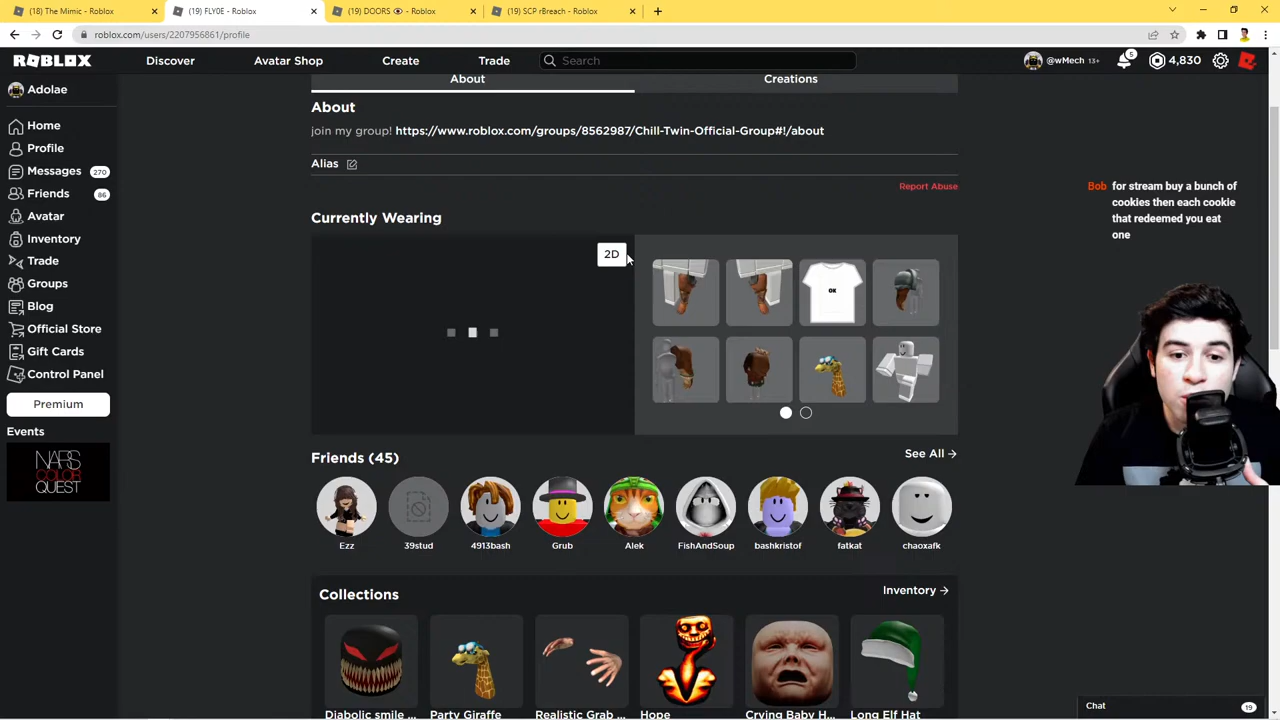 (18) The Mimic - Roblox
(19) FLY0E - Roblox
(19) DOORS 👁 - Roblox
(19) SCP rBreach - Roblox
roblox.com/users/2207956861/profile
ROBLOX
Discover
Avatar Shop
Create
Trade
Search
@wMech 13+
5
4,830
Adolae
Home
Profile
Messages 270
Friends 86
Avatar
Inventory
Trade
Groups
Blog
Official Store
Gift Cards
Control Panel
Premium
Events
NARS
COLOR
QUEST
About
Creations
About
join my group! https://www.roblox.com/groups/8562987/Chill-Twin-Official-Group#!/about
Alias
Report Abuse
Currently Wearing
2D
OK
Friends (45)
See All →
Ezz
39stud
4913bash
Grub
Alek
FishAndSoup
bashkristof
fatkat
chaoxafk
Collections
Inventory →
Diabolic smile ...
Party Giraffe
Realistic Grab ...
Hope
Crying Baby H...
Long Elf Hat
Bob for stream buy a bunch of
cookies then each cookie
that redeemed you eat
one
Chat
19